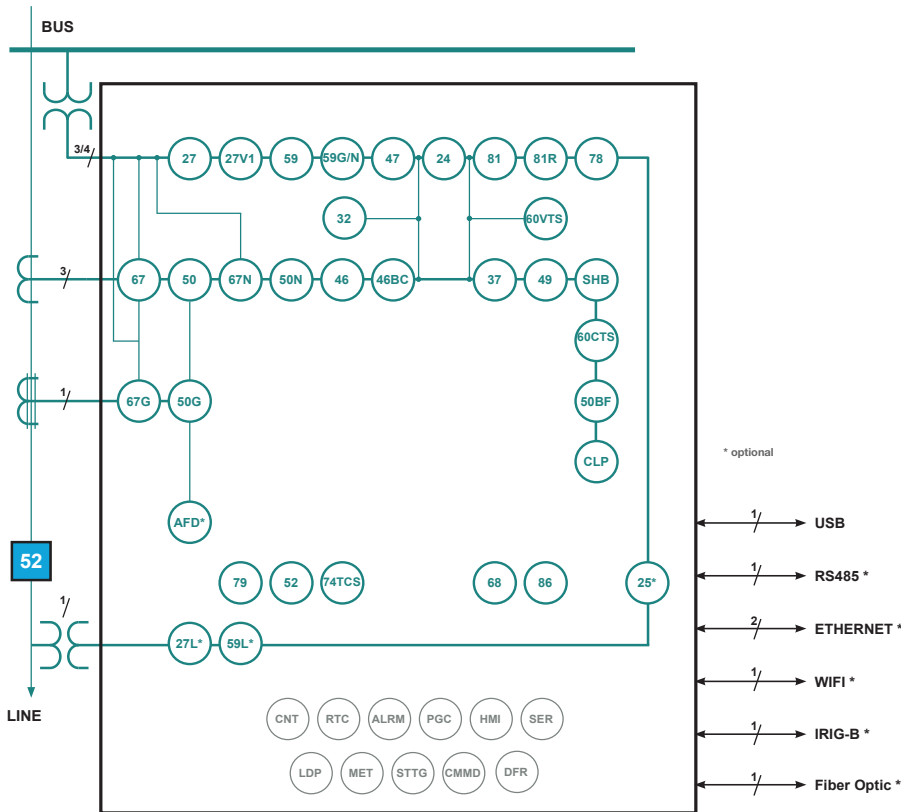 BUS
3/4
27 27V1 59 59G/N 47 24 81 81R 78
32 60VTS
3/
67 50 67N 50N 46 46BC 37 49 SHB
60CTS
1/
67G 50G 50BF
CLP
* optional
AFD*
1/ USB
52
79 52 74TCS 68 86 25*
1/ RS485 *
1/
27L* 59L*
2/ ETHERNET *
1/ WIFI *
LINE
CNT RTC ALRM PGC HMI SER
1/ IRIG-B *
LDP MET STTG CMMD DFR
1/ Fiber Optic *